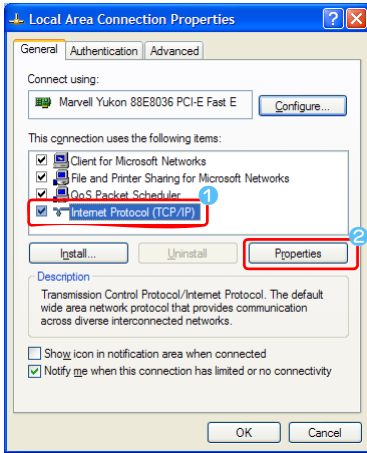 Local Area Connection Properties
General Authentication Advanced
Connect using:
Marvell Yukon 88E8036 PCI-E Fast E
Configure...
This connection uses the following items:
Client for Microsoft Networks
File and Printer Sharing for Microsoft Networks
QoS Packet Scheduler
1
Internet Protocol (TCP/IP)
2
Install... Uninstall Properties
Description
Transmission Control Protocol/Internet Protocol. The default
wide area network protocol that provides communication
across diverse interconnected networks.
Show icon in notification area when connected
Notify me when this connection has limited or no connectivity
OK Cancel